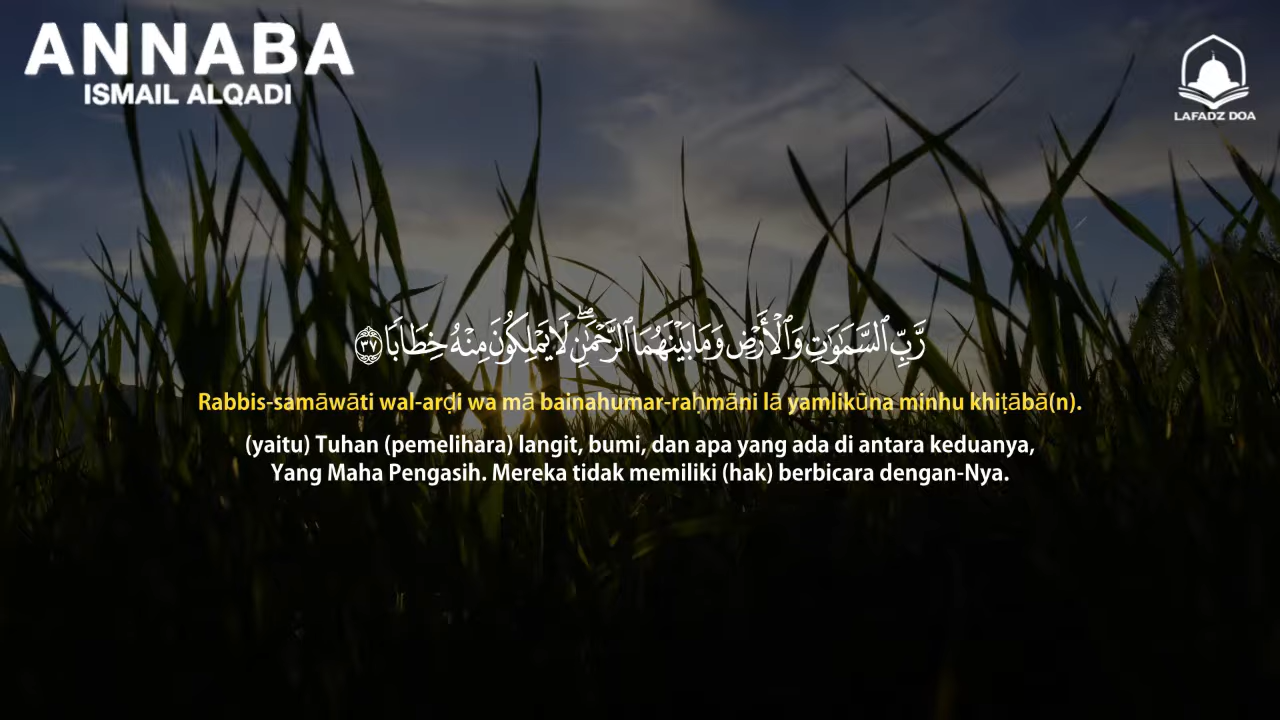 ANNABA
ISMAIL ALQADI
LAFADZ DOA
رَّبِّ ٱلسَّمَـٰوَٰتِ وَٱلْأَرْضِ وَمَا بَيْنَهُمَا ٱلرَّحْمَـٰنِ ۖ لَا يَمْلِكُونَ مِنْهُ خِطَابًا ٣٧
Rabbis-samāwāti wal-arḍi wa mā bainahumar-raḥmāni lā yamlikūna minhu khiṭābā(n).
(yaitu) Tuhan (pemelihara) langit, bumi, dan apa yang ada di antara keduanya,
Yang Maha Pengasih. Mereka tidak memiliki (hak) berbicara dengan-Nya.